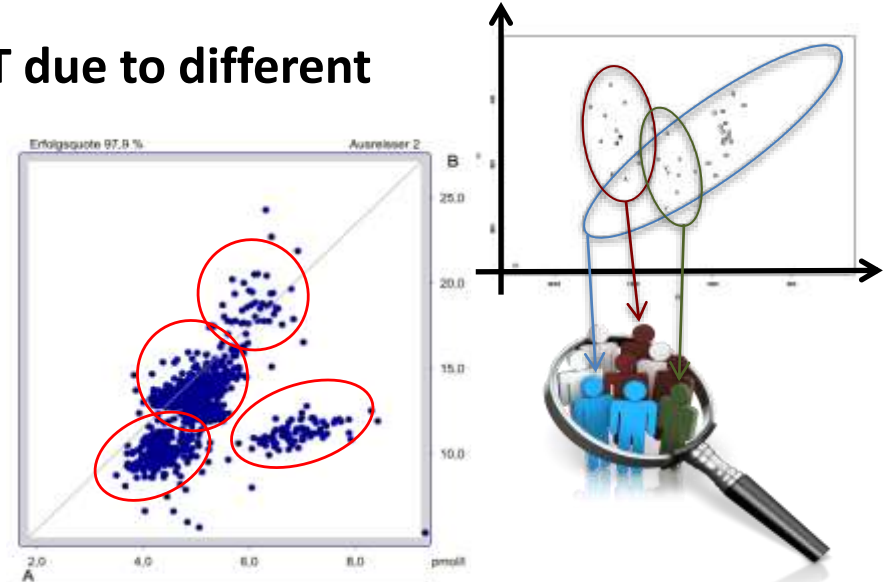 T due to different
Erfolgsquote 97,9 % Ausreisser 2
B
25,0
20,0
15,0
10,0
2,0 4,0 6,0 8,0 pmol/l
A